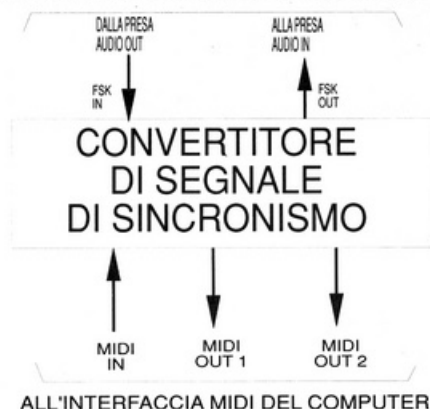 DALLA PRESA
AUDIO OUT
ALLA PRESA
AUDIO IN
FSK
IN
FSK
OUT
CONVERTITORE
DI SEGNALE
DI SINCRONISMO
MIDI
IN
MIDI
OUT 1
MIDI
OUT 2
ALL'INTERFACCIA MIDI DEL COMPUTER